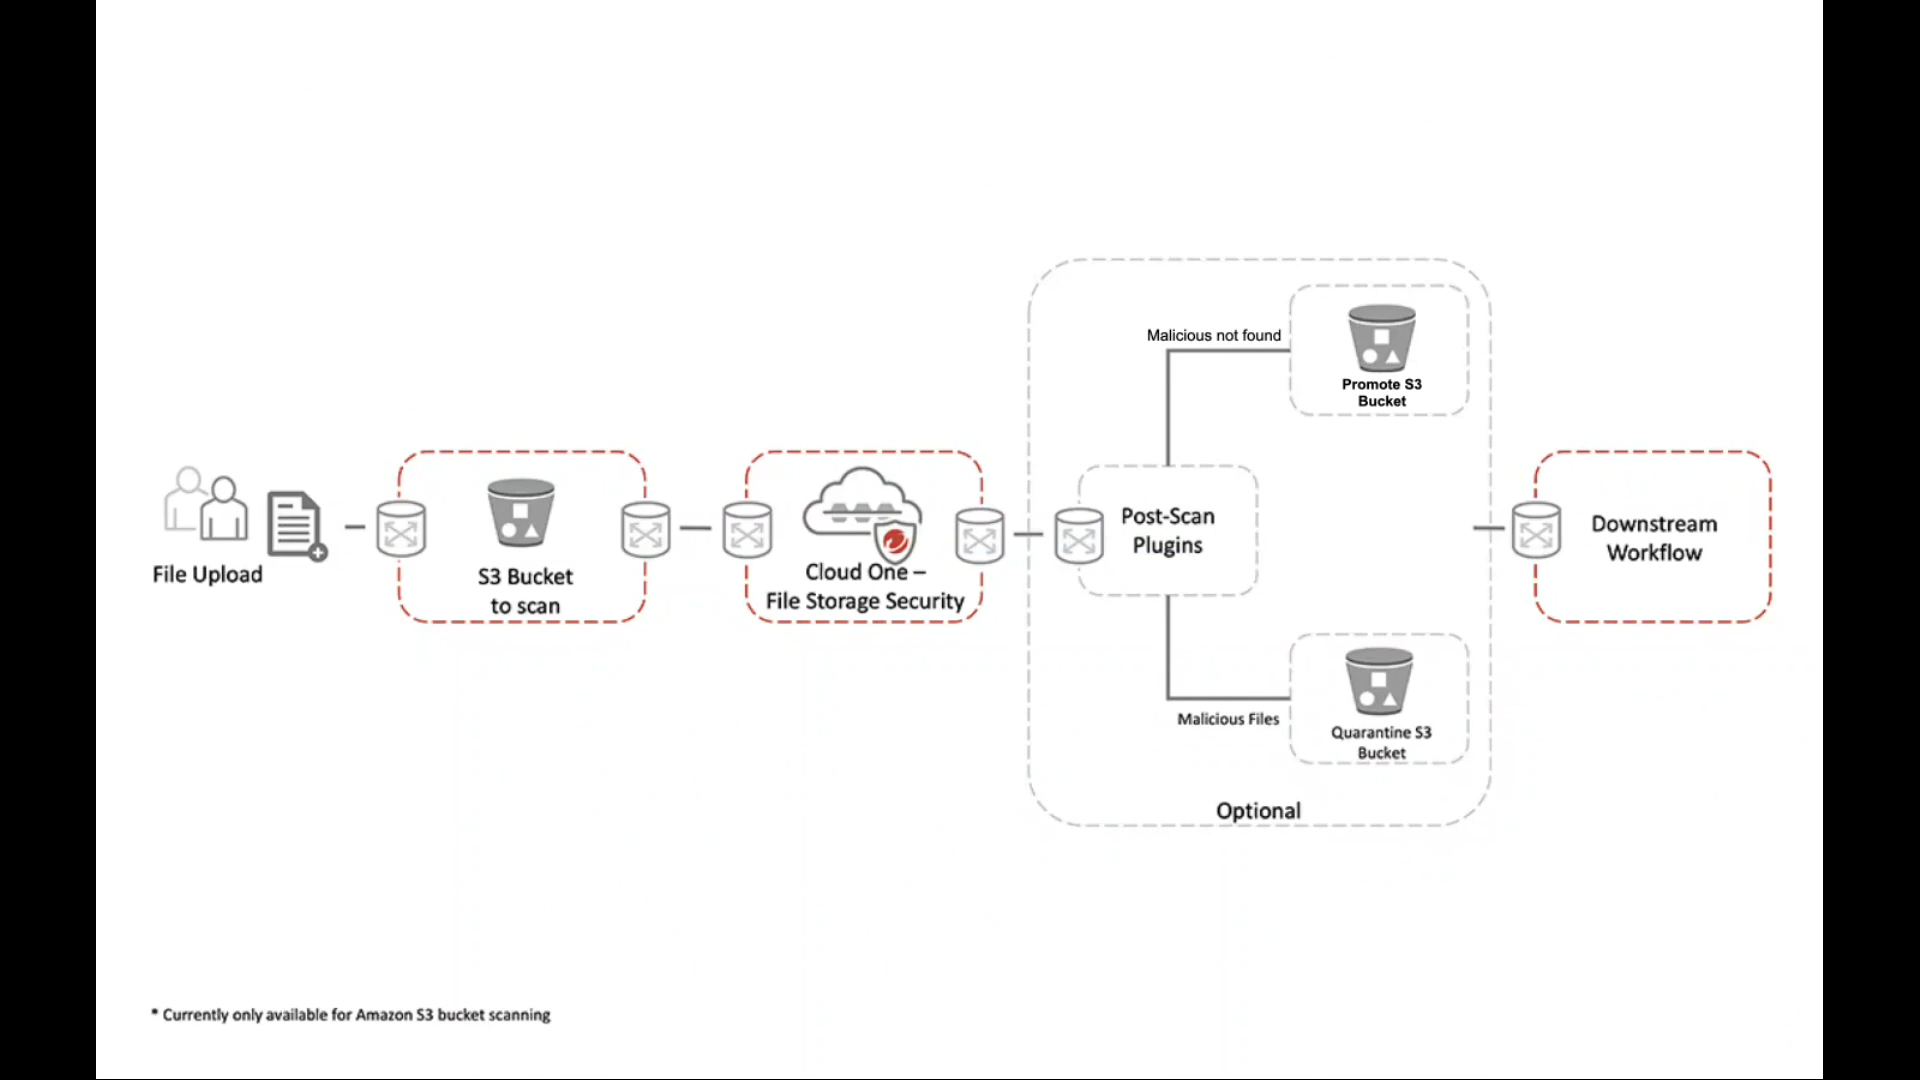 File Upload
S3 Bucket
to scan
Cloud One –
File Storage Security
Post-Scan
Plugins
Malicious not found
Promote S3
Bucket
Malicious Files
Quarantine S3
Bucket
Optional
Downstream
Workflow
* Currently only available for Amazon S3 bucket scanning